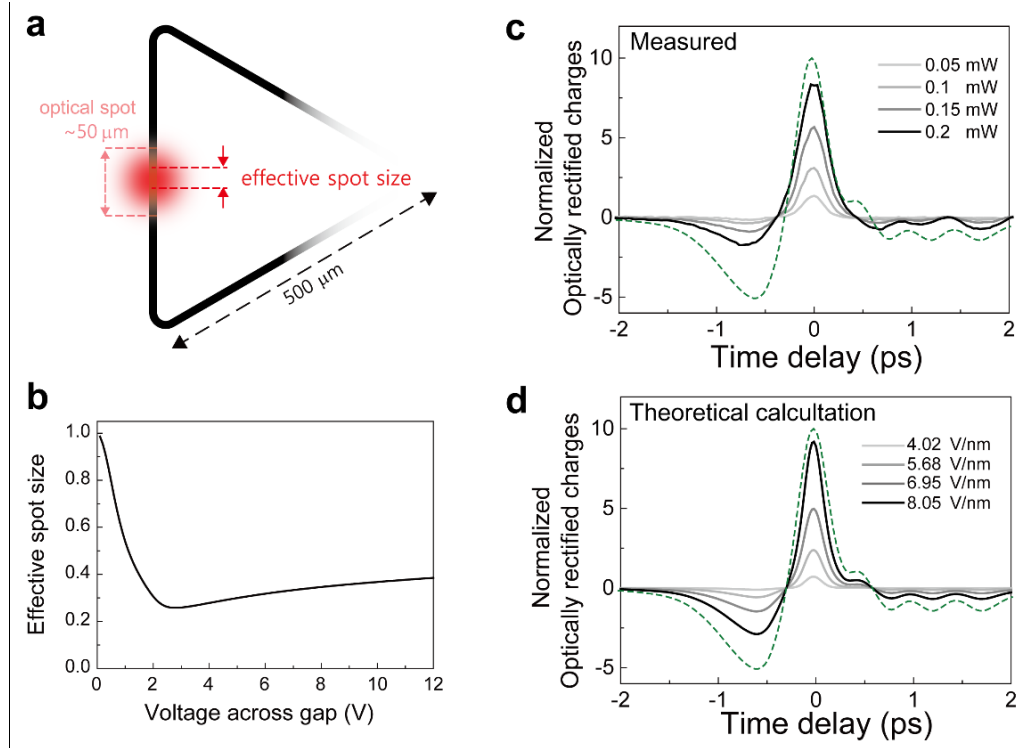 a
optical spot
~50 μm
effective spot size
500 μm
b
1.0
0.8
0.6
0.4
0.2
0.0
Effective spot size
0 2 4 6 8 10 12
Voltage across gap (V)
c
Measured
0.05 mW
0.1 mW
0.15 mW
0.2 mW
10
5
0
-5
Normalized
Optically rectified charges
-2 -1 0 1 2
Time delay (ps)
d
Theoretical calcultation
4.02 V/nm
5.68 V/nm
6.95 V/nm
8.05 V/nm
10
5
0
-5
Normalized
Optically rectified charges
-2 -1 0 1 2
Time delay (ps)